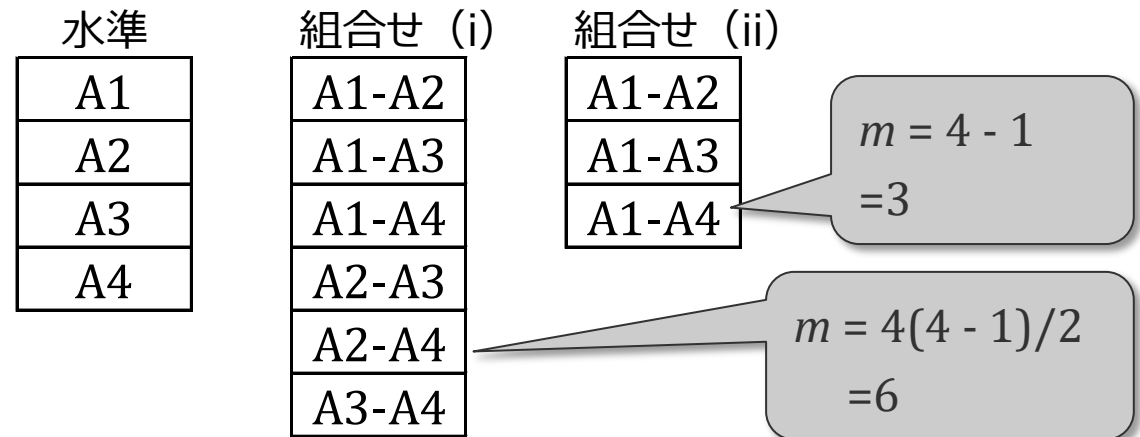 水準
A1
A2
A3
A4
組合せ（i）
A1-A2
A1-A3
A1-A4
A2-A3
A2-A4
A3-A4
組合せ（ii）
A1-A2
A1-A3
A1-A4
m = 4 - 1
=3
m = 4(4 - 1)/2
=6